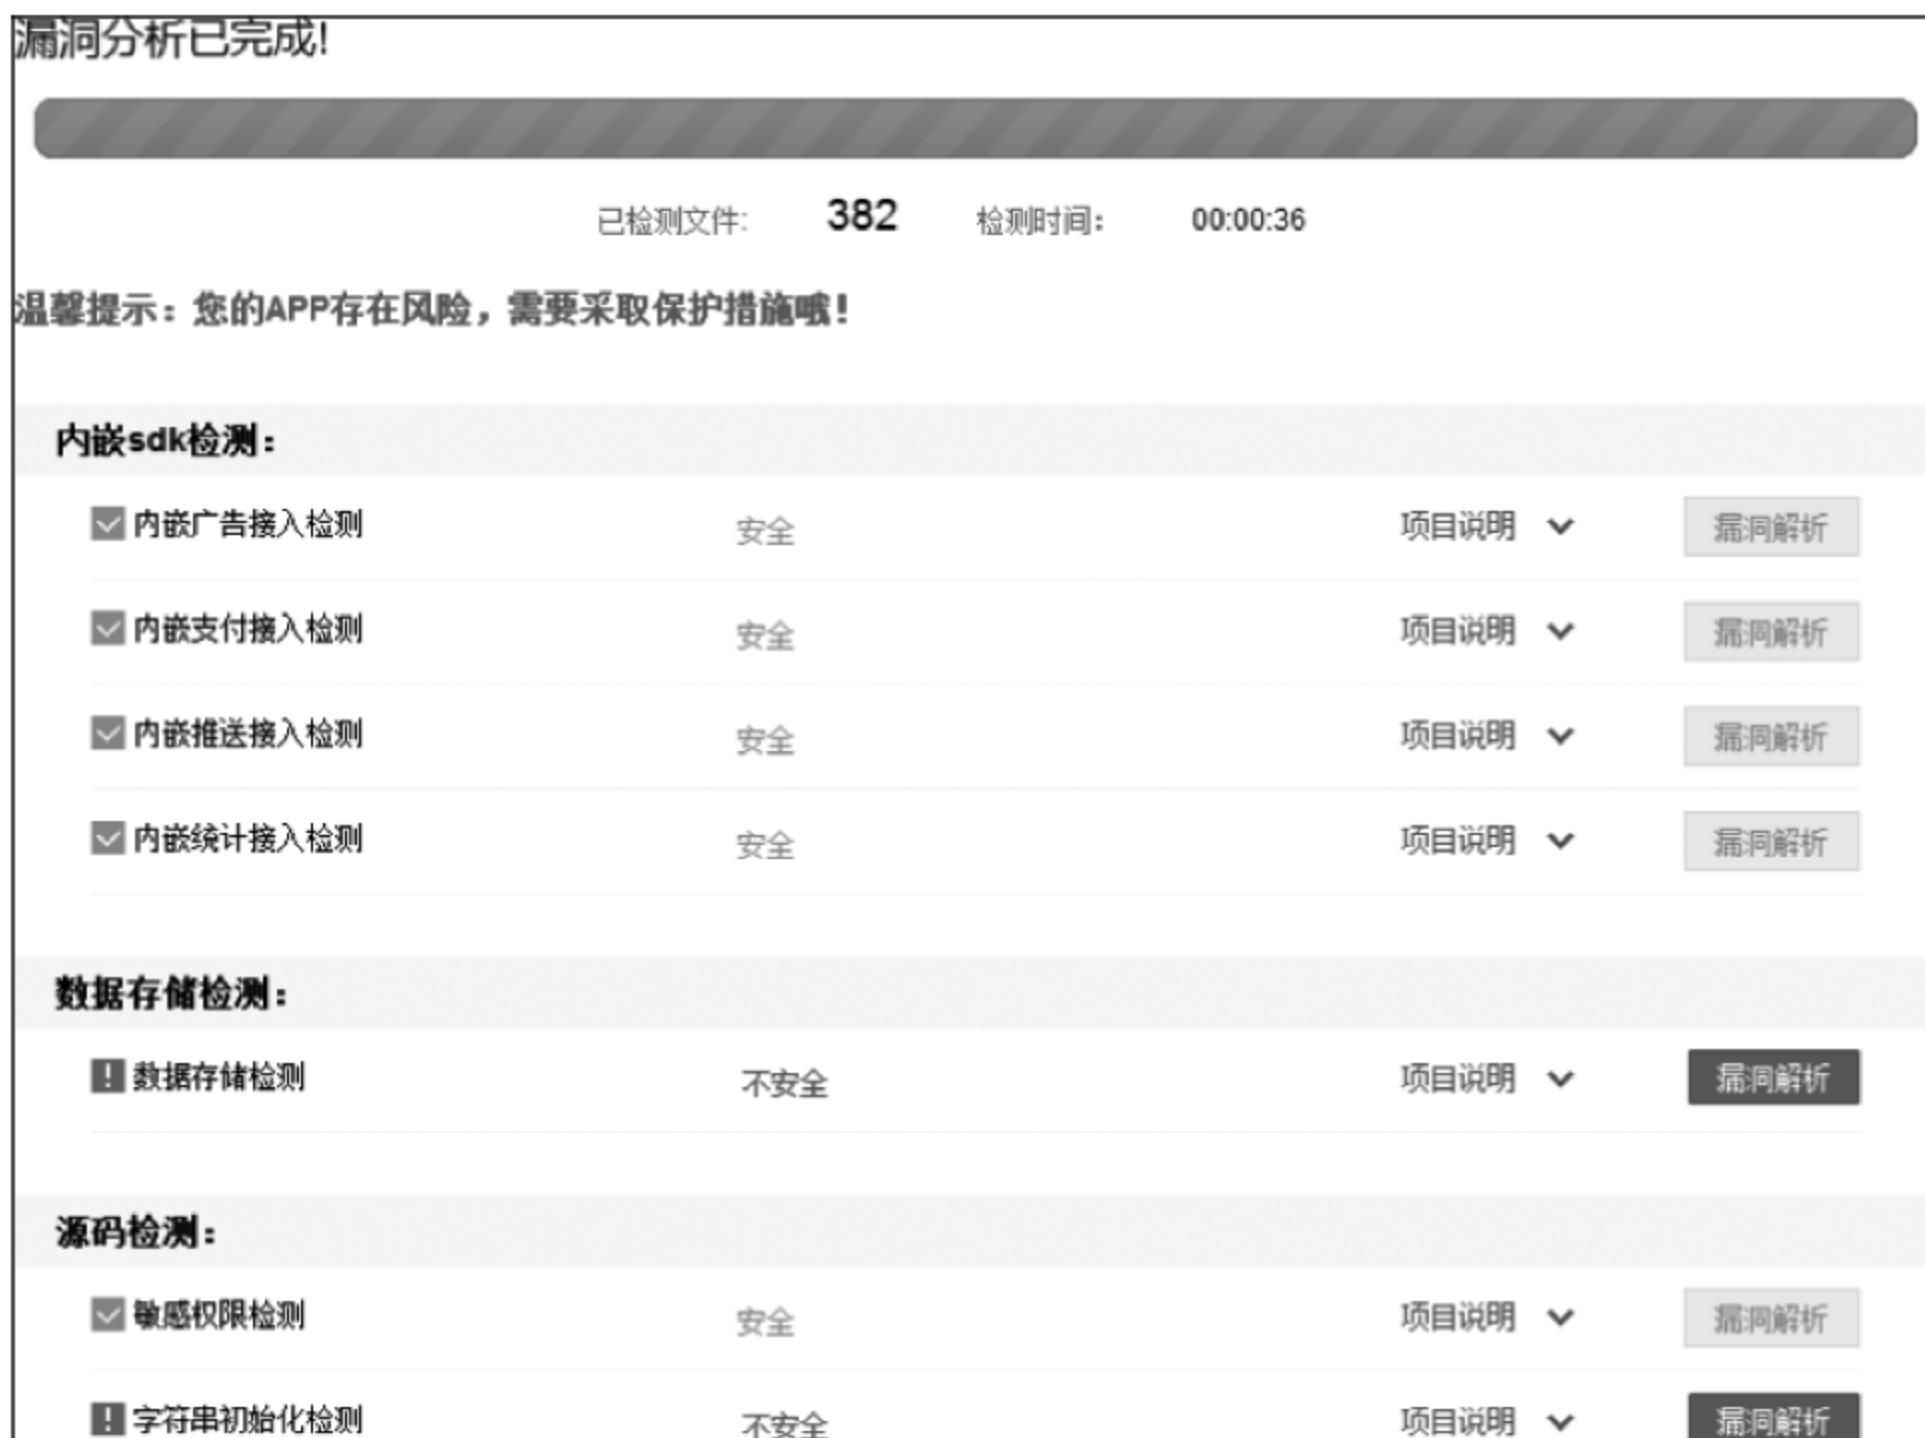 漏洞分析已完成!
已检测文件: 382 检测时间： 00:00:36
温馨提示：您的APP存在风险，需要采取保护措施哦!
内嵌sdk检测：
内嵌广告接入检测 安全 项目说明 漏洞解析
内嵌支付接入检测 安全 项目说明 漏洞解析
内嵌推送接入检测 安全 项目说明 漏洞解析
内嵌统计接入检测 安全 项目说明 漏洞解析
数据存储检测：
数据存储检测 不安全 项目说明 漏洞解析
源码检测：
敏感权限检测 安全 项目说明 漏洞解析
字符串初始化检测 不安全 项目说明 漏洞解析